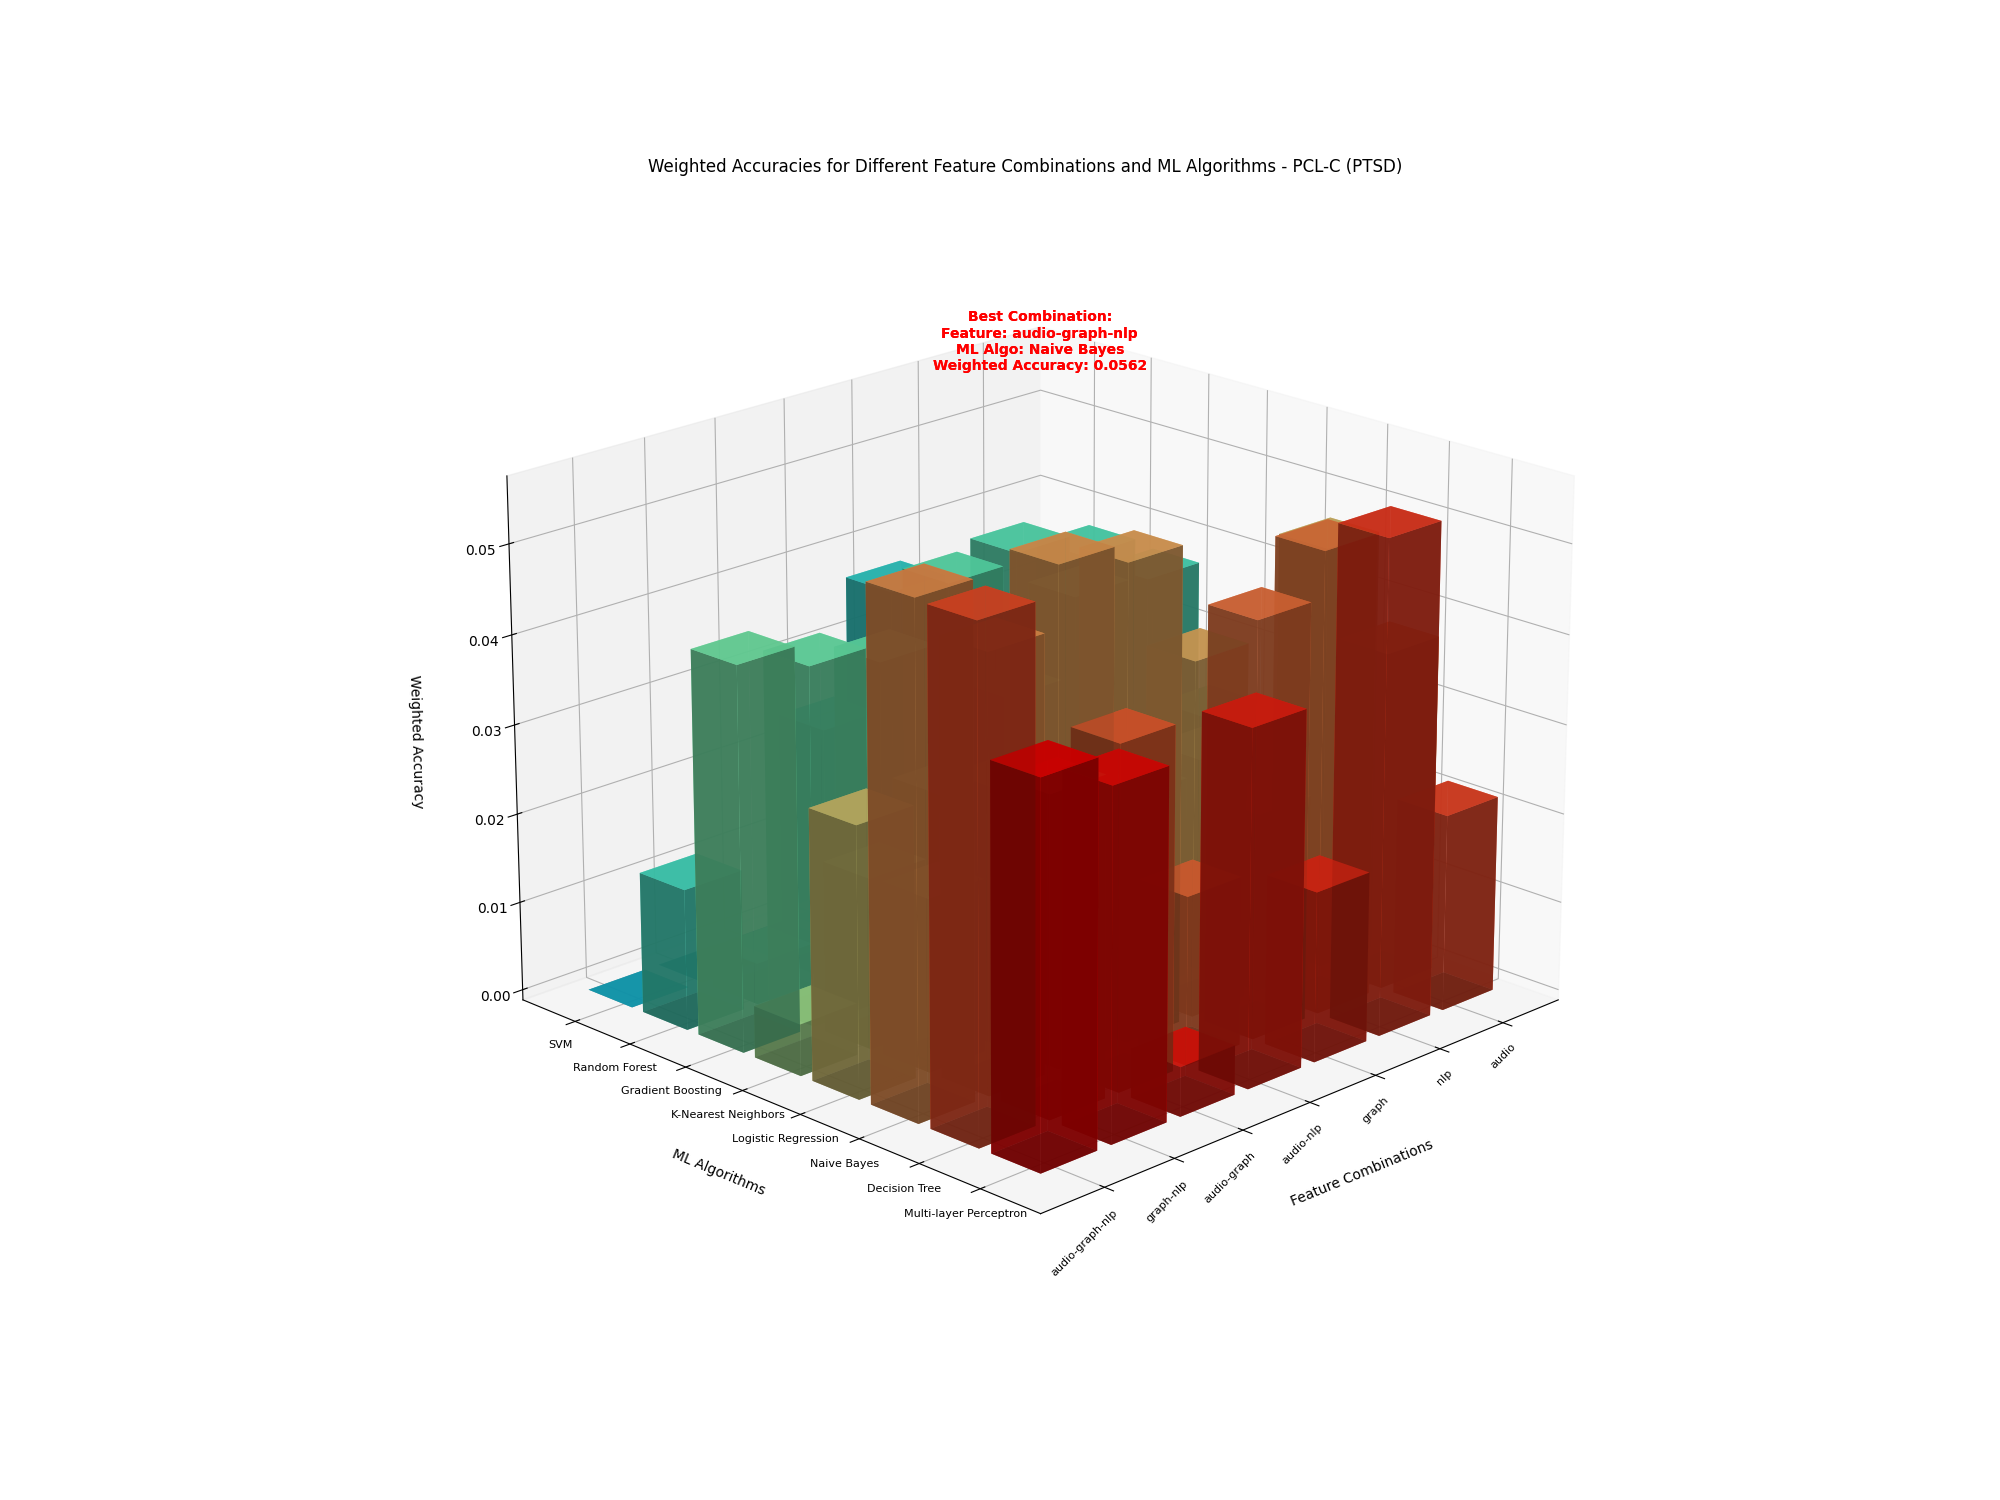 Weighted Accuracies for Different Feature Combinations and ML Algorithms - PCL-C (PTSD)
Best Combination:
Feature: audio-graph-nlp
ML Algo: Naive Bayes
Weighted Accuracy: 0.0562
0.05
0.04
0.03
0.02
0.01
0.00
Weighted Accuracy
SVM
Random Forest
Gradient Boosting
K-Nearest Neighbors
Logistic Regression
Naive Bayes
Decision Tree
Multi-layer Perceptron
ML Algorithms
audio-graph-nlp
graph-nlp
audio-graph
audio-nlp
graph
nlp
audio
Feature Combinations